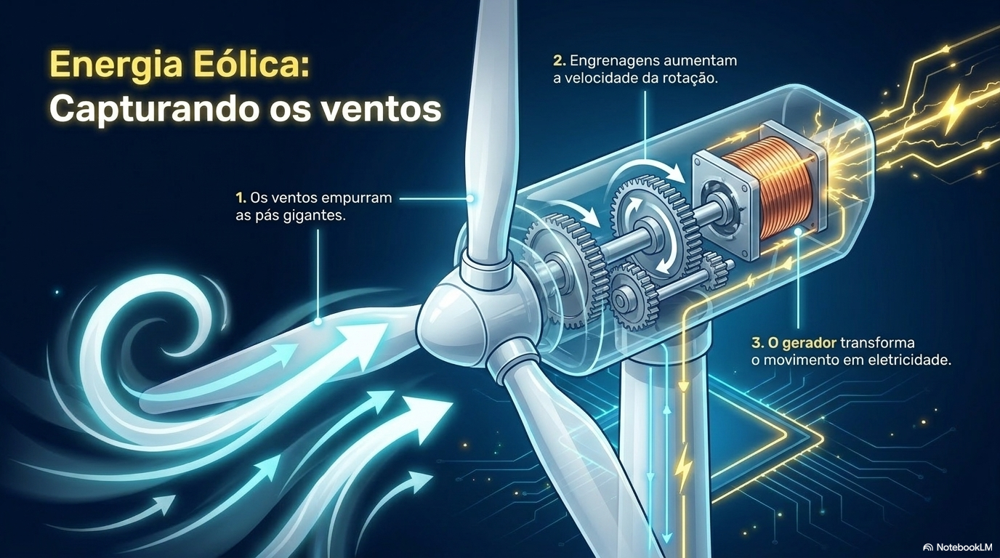 Energia Eólica:
Capturando os ventos
2. Engrenagens aumentam
a velocidade da rotação.
1. Os ventos empurram
as pás gigantes.
3. O gerador transforma
o movimento em eletricidade.
NotebookLM